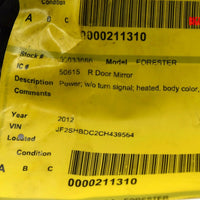 Condition
A B C
0000211310
Stock # Model FORESTER
IC # 50615 R Door Mirror
Description Power, w/o turn signal; heated, body color,
Year 2012
VIN JF2SHBDC2CH439564
Located
Condition
A B C
0000211310